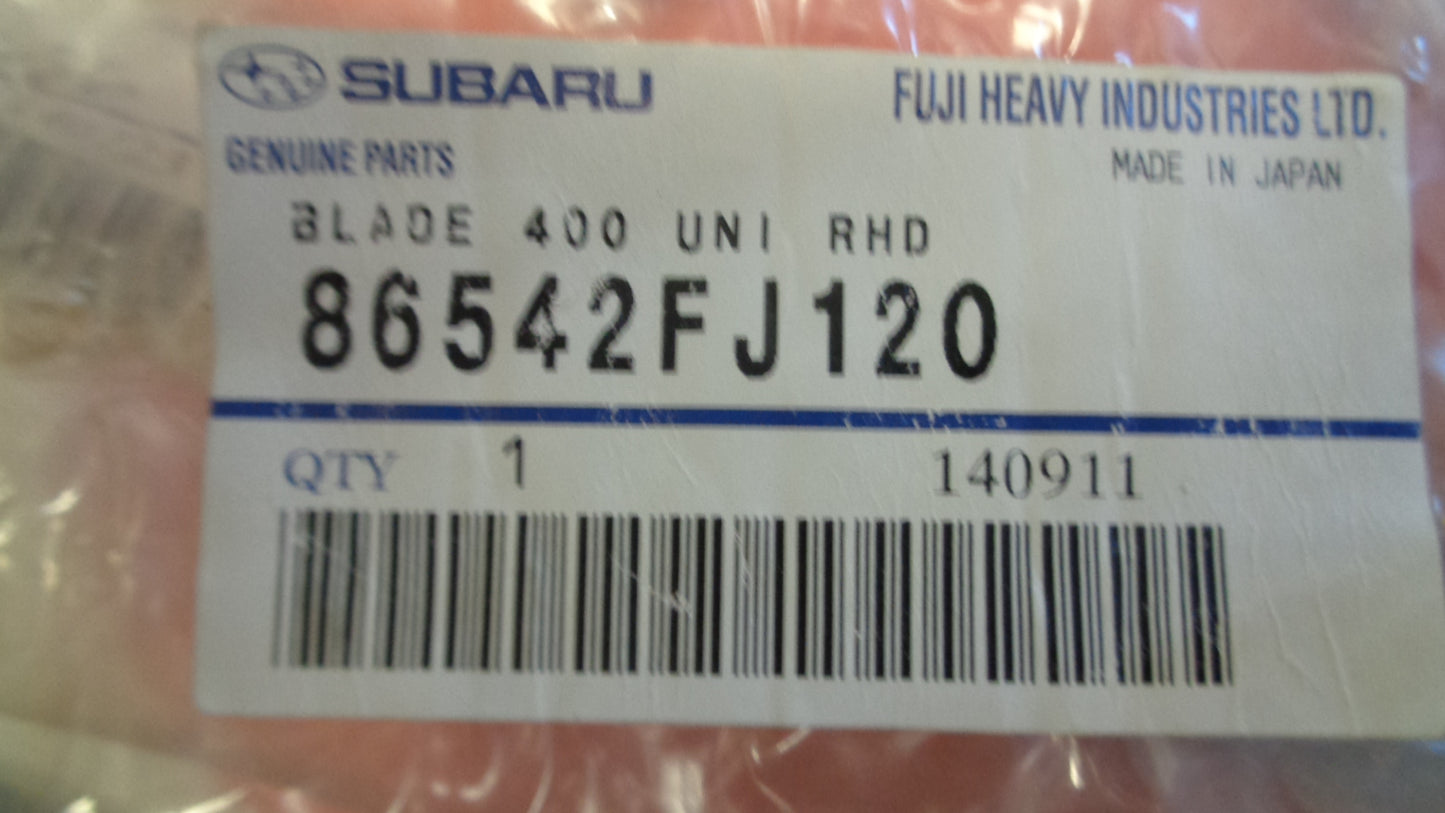 SUBARU FUJI HEAVY INDUSTRIES LTD.
GENUINE PARTS MADE IN JAPAN
BLADE 400 UNI RHD
86542FJ120
QTY 1 140911